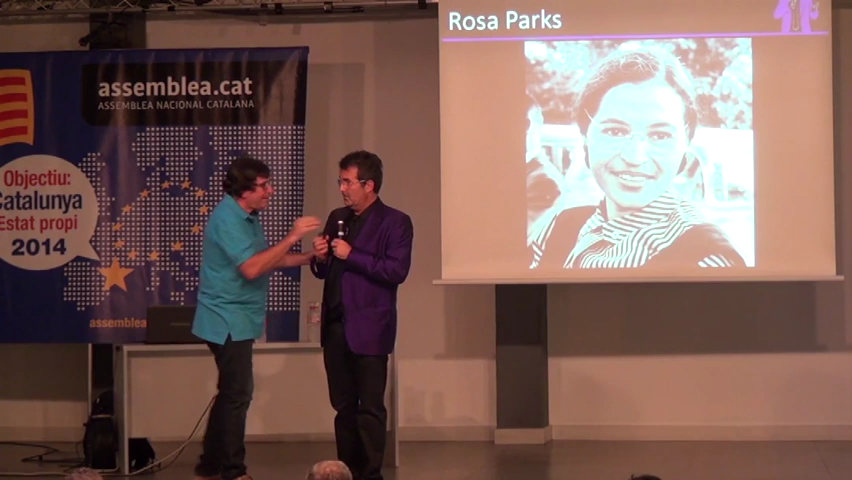 Rosa Parks
assemblea.cat
ASSEMBLEA NACIONAL CATALANA
Objectiu:
Catalunya
Estat propi
2014
assemblea